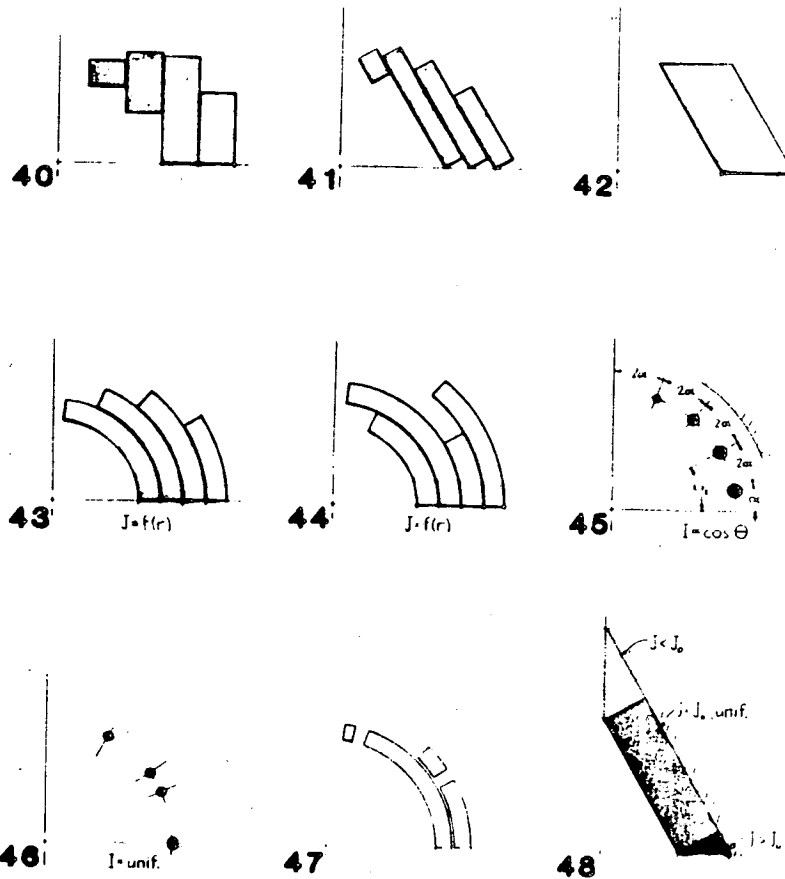 40
41
42
43
J=f(r)
44
J=f(r)
45
2α
2α
2α
2α
α
I=cos θ
46
I=unif.
47
48
J<J₀
J=J₀ unif.
J>J₀